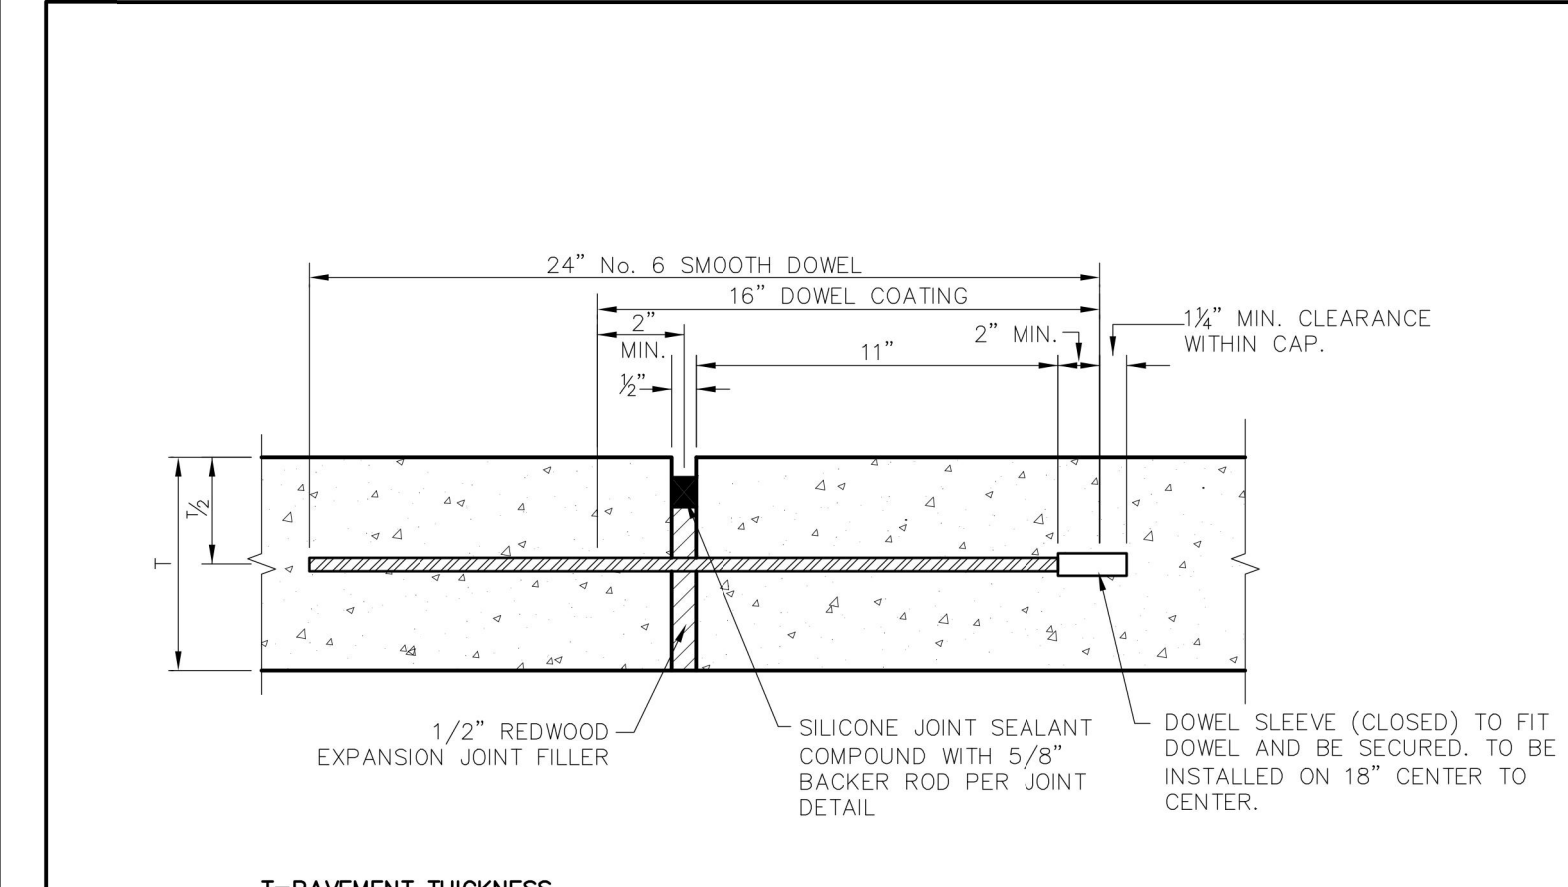 24” No. 6 SMOOTH DOWEL
16” DOWEL COATING
2”
MIN.
½”
11”
2” MIN.
1¼” MIN. CLEARANCE
WITHIN CAP.
T/2
T
1/2” REDWOOD
EXPANSION JOINT FILLER
SILICONE JOINT SEALANT
COMPOUND WITH 5/8”
BACKER ROD PER JOINT
DETAIL
DOWEL SLEEVE (CLOSED) TO FIT
DOWEL AND BE SECURED. TO BE
INSTALLED ON 18” CENTER TO
CENTER.
T–PAVEMENT THICKNESS